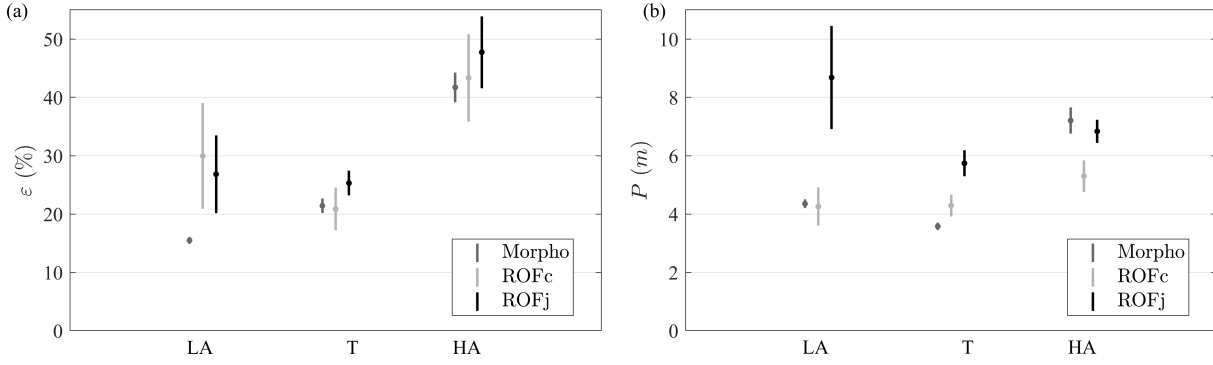 (a)
ε (%)
50
40
30
20
10
0
LA
T
HA
Morpho
ROFc
ROFj
(b)
P (m)
10
8
6
4
2
0
LA
T
HA
Morpho
ROFc
ROFj